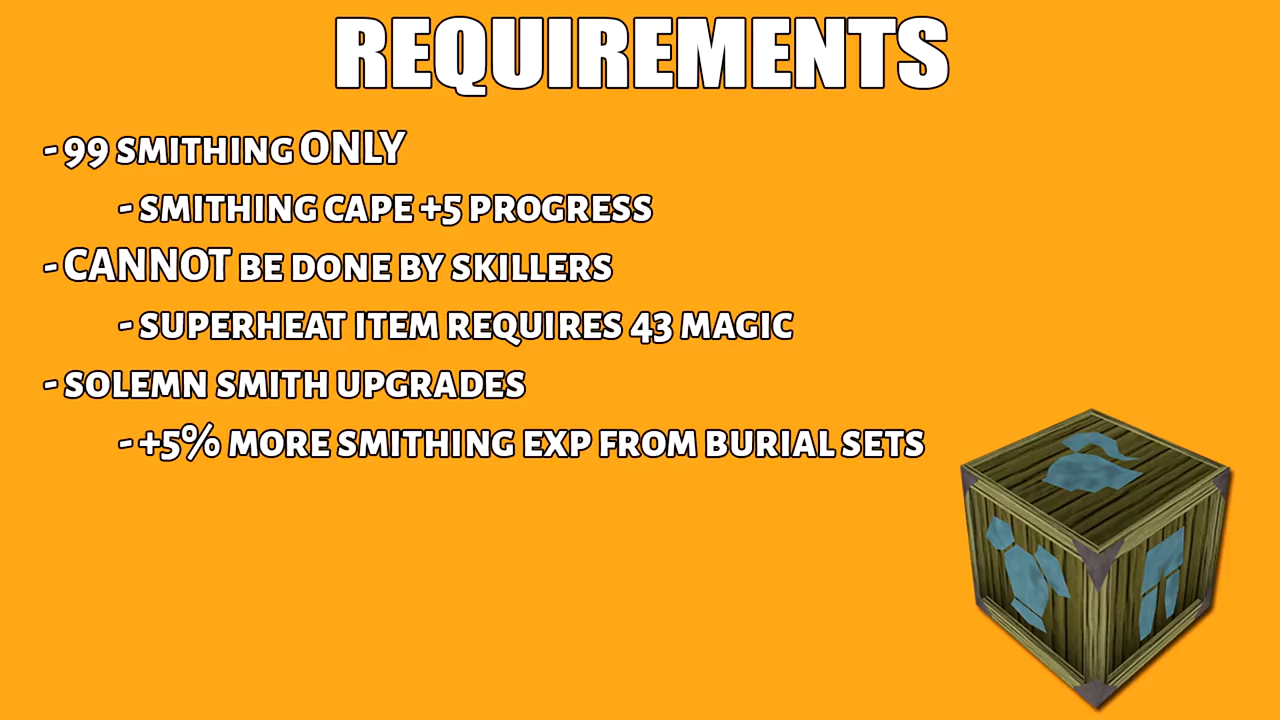 REQUIREMENTS
- 99 SMITHING ONLY
- SMITHING CAPE +5 PROGRESS
- CANNOT BE DONE BY SKILLERS
- SUPERHEAT ITEM REQUIRES 43 MAGIC
- SOLEMN SMITH UPGRADES
- +5% MORE SMITHING EXP FROM BURIAL SETS